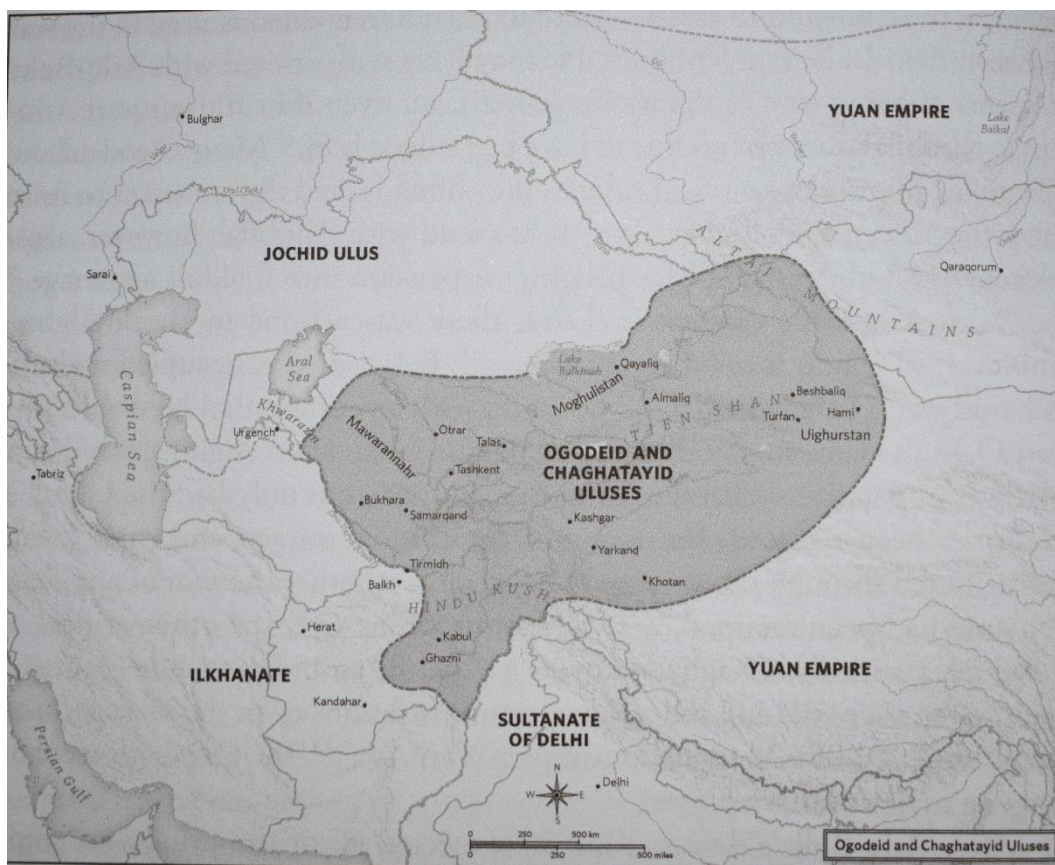 YUAN EMPIRE
Lake
Baikal
Bulghar
JOCHID ULUS
Sarai
Qaraqorum
ALTAI MOUNTAINS
Caspian Sea
Aral
Sea
Lake
Balkhash
Qayaliq
Moghulistan
Almaliq
Beshbaliq
Hami
Turfan
Uighurstan
TIEN SHAN
Khwarazm
Urgench
Mawarannahr
Otrar
Talas
OGODEID AND
CHAGHATAYID
ULUSES
Tabriz
Tashkent
Bukhara
Samarqand
Kashgar
Yarkand
Khotan
Tirmidh
Balkh
HINDU KUSH
Herat
Kabul
Ghazni
ILKHANATE
Kandahar
YUAN EMPIRE
SULTANATE
OF DELHI
Persian Gulf
N
W
E
S
Delhi
0 250 500 km
0 250 500 miles
Ogodeid and Chaghatayid Uluses